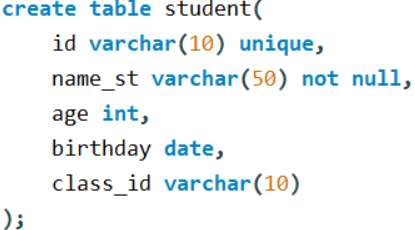 create table student(
    id varchar(10) unique,
    name_st varchar(50) not null,
    age int,
    birthday date,
    class_id varchar(10)
);